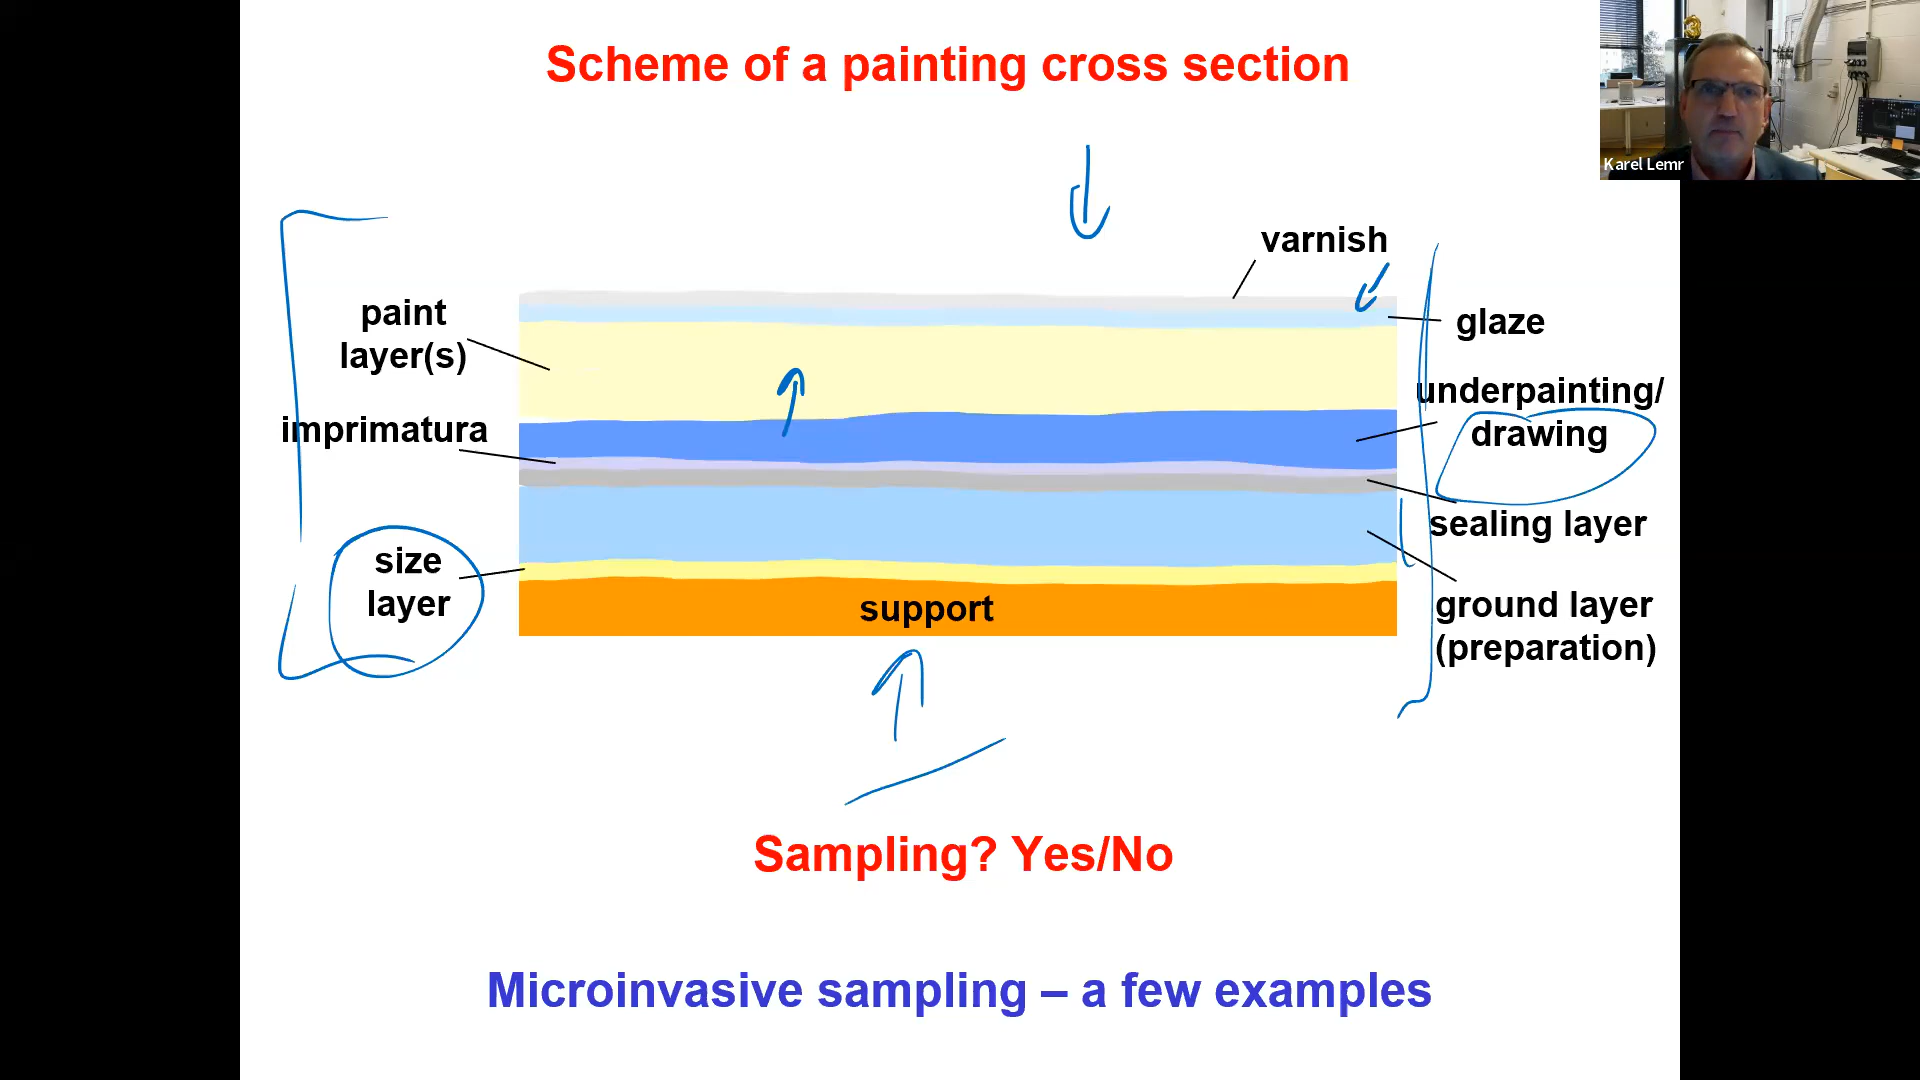 Scheme of a painting cross section
Karel Lemr
varnish
paint
layer(s)
glaze
imprimatura
underpainting/
drawing
sealing layer
size
layer
support
ground layer
(preparation)
Sampling? Yes/No
Microinvasive sampling – a few examples